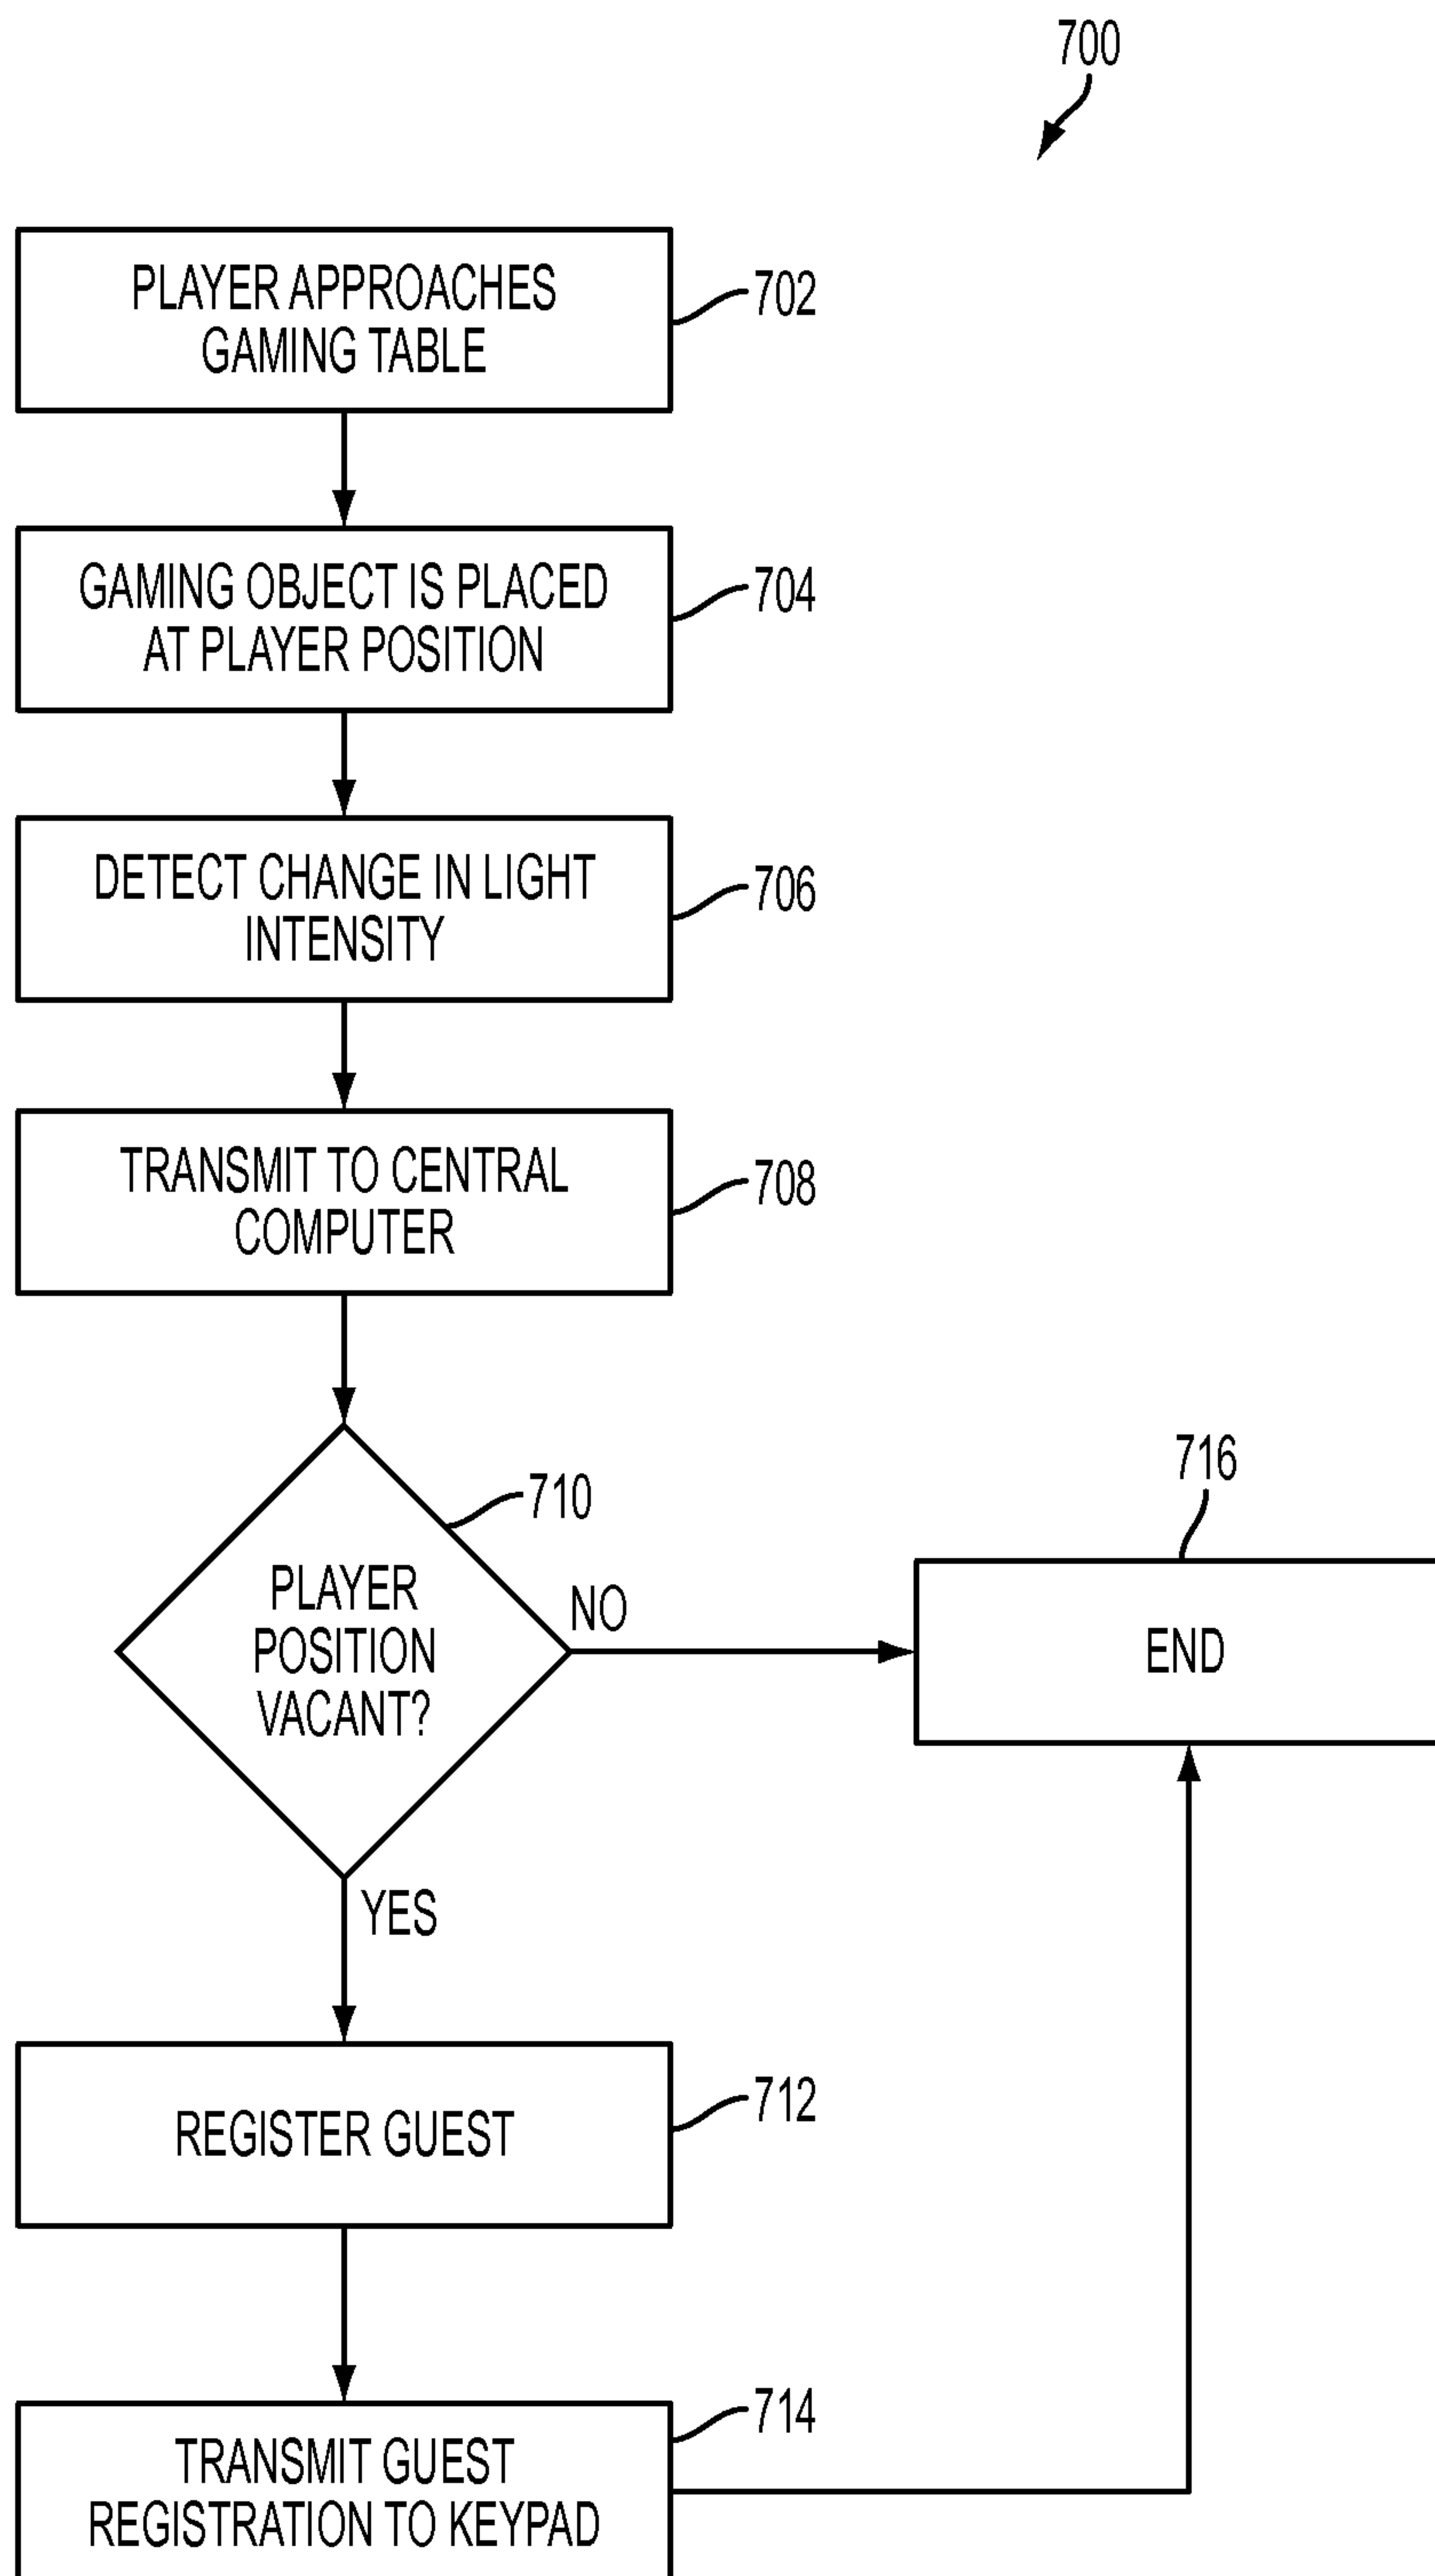 700
PLAYER APPROACHES
GAMING TABLE
702
GAMING OBJECT IS PLACED
AT PLAYER POSITION
704
DETECT CHANGE IN LIGHT
INTENSITY
706
TRANSMIT TO CENTRAL
COMPUTER
708
710
PLAYER
POSITION
VACANT?
NO
716
END
YES
REGISTER GUEST
712
TRANSMIT GUEST
REGISTRATION TO KEYPAD
714